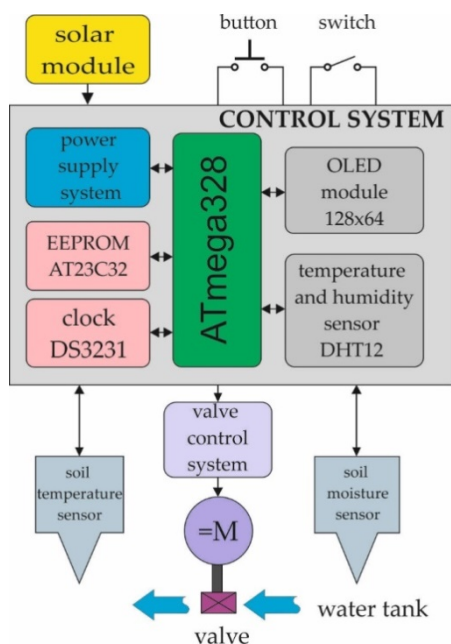 solar
module
button
switch
CONTROL SYSTEM
power
supply
system
EEPROM
AT23C32
clock
DS3231
ATmega328
OLED
module
128x64
temperature
and humidity
sensor
DHT12
valve
control
system
soil
temperature
sensor
soil
moisture
sensor
=M
water tank
valve